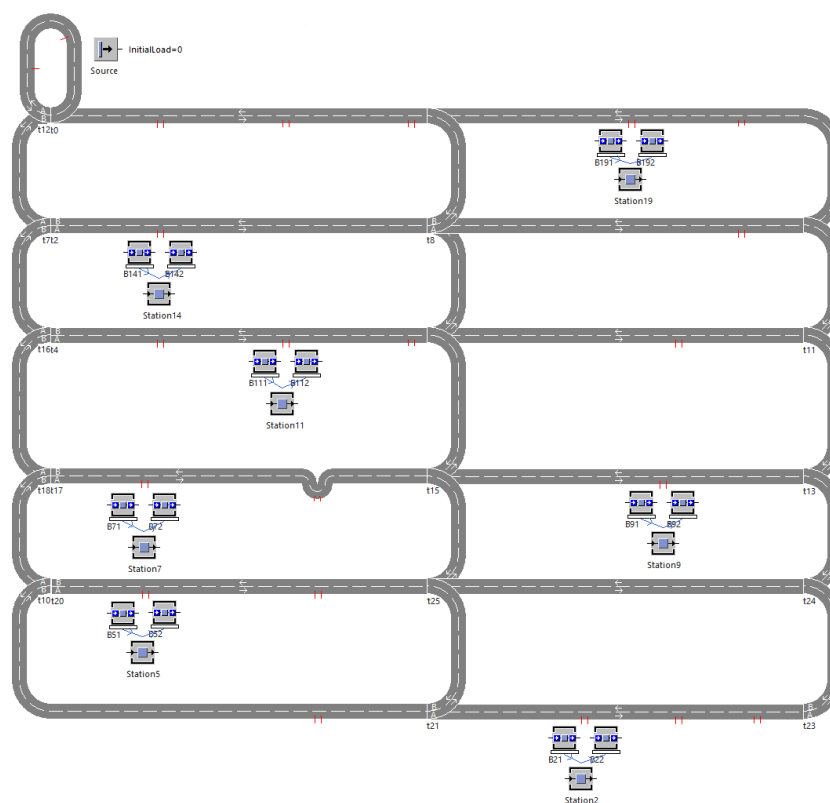 InitialLoad=0
Source
A
B
t12t0
B191
B192
Station19
A
B
B
A
t7t2
t8
B141
B142
Station14
A
B
t16t4
t11
B111
B112
Station11
A
B
B
A
t18t17
t15
t13
B71
B72
Station7
B91
B92
Station9
A
B
t10t20
t25
t24
B51
B52
Station5
B
A
B
A
t21
t23
B21
B22
Station2